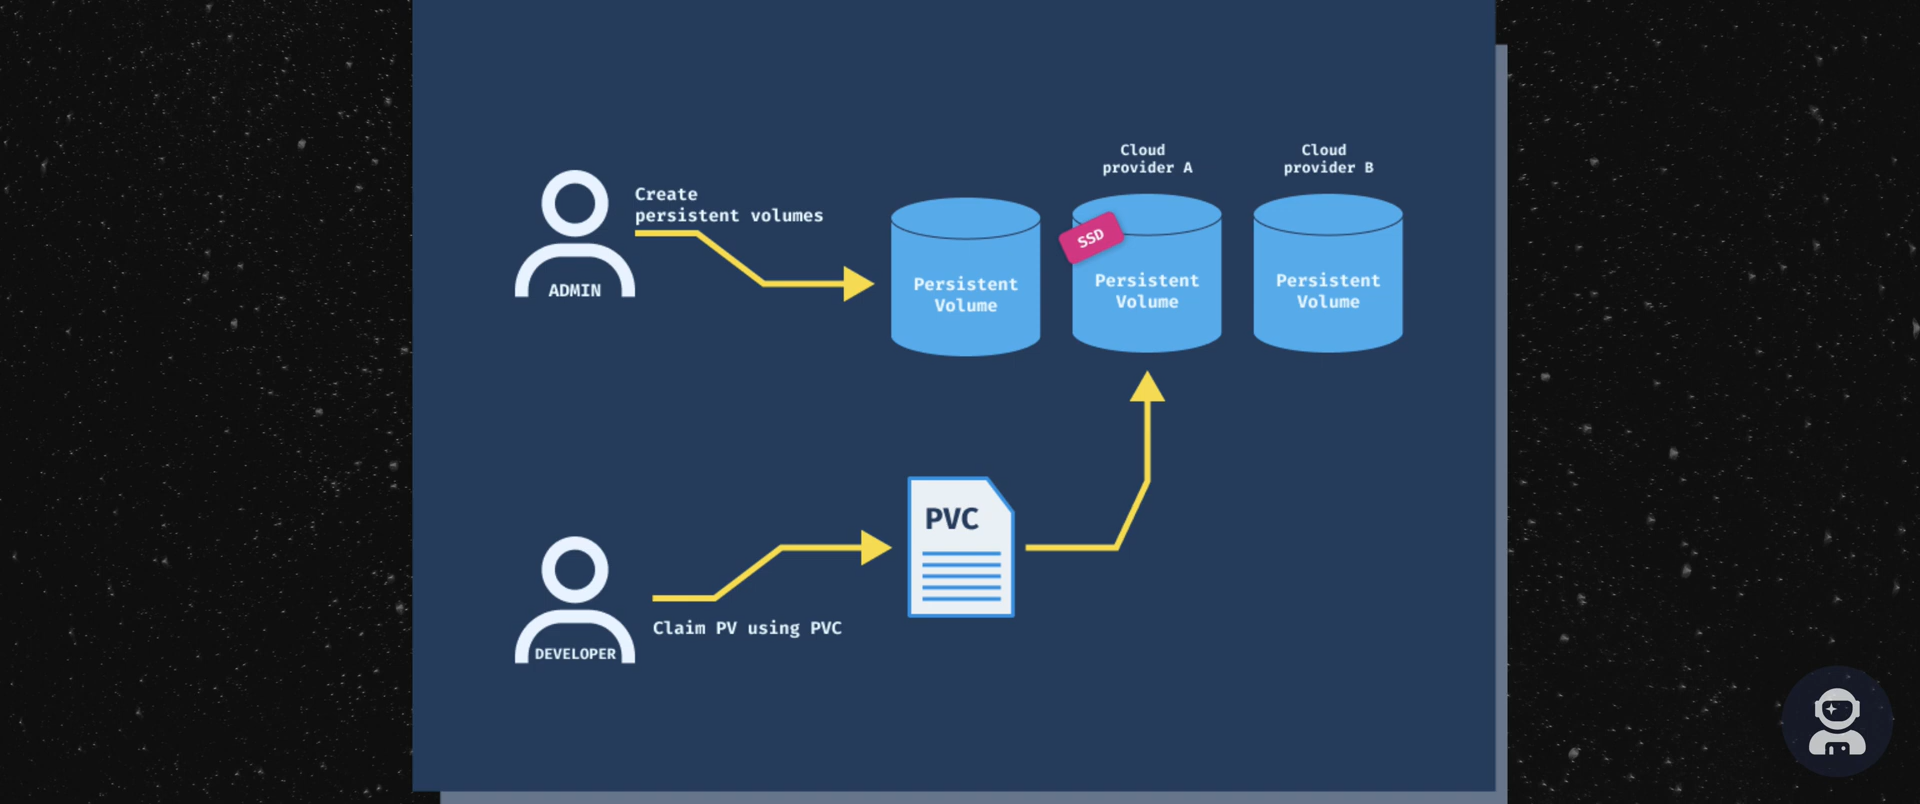 Create
persistent volumes
ADMIN
Cloud
provider A
Cloud
provider B
SSD
Persistent
Volume
Persistent
Volume
Persistent
Volume
PVC
DEVELOPER
Claim PV using PVC